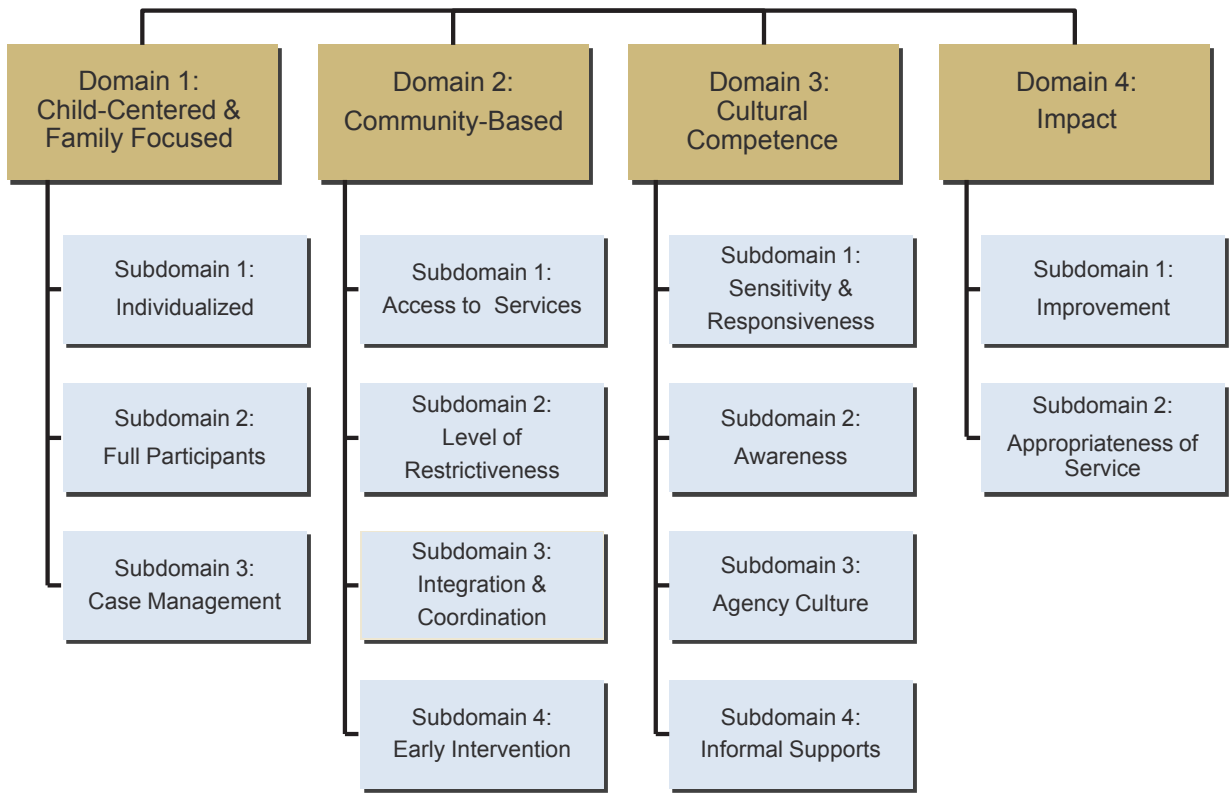 Domain 1:
Child-Centered &
Family Focused
Domain 2:
Community-Based
Domain 3:
Cultural
Competence
Domain 4:
Impact
Subdomain 1:
Individualized
Subdomain 2:
Full Participants
Subdomain 3:
Case Management
Subdomain 1:
Access to Services
Subdomain 2:
Level of
Restrictiveness
Subdomain 3:
Integration &
Coordination
Subdomain 4:
Early Intervention
Subdomain 1:
Sensitivity &
Responsiveness
Subdomain 2:
Awareness
Subdomain 3:
Agency Culture
Subdomain 4:
Informal Supports
Subdomain 1:
Improvement
Subdomain 2:
Appropriateness of
Service